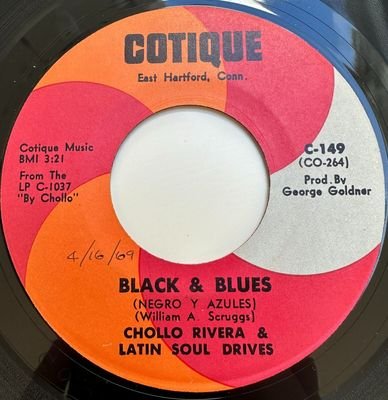 COTIQUE
East Hartford, Conn.
Cotique Music
BMI 3:21
From The
LP C-1037
"By Chollo"
C-149
(CO-264)
Prod. By
George Goldner
4/16/69
BLACK & BLUES
(NEGRO Y AZULES)
(William A. Scruggs)
CHOLLO RIVERA &
LATIN SOUL DRIVES